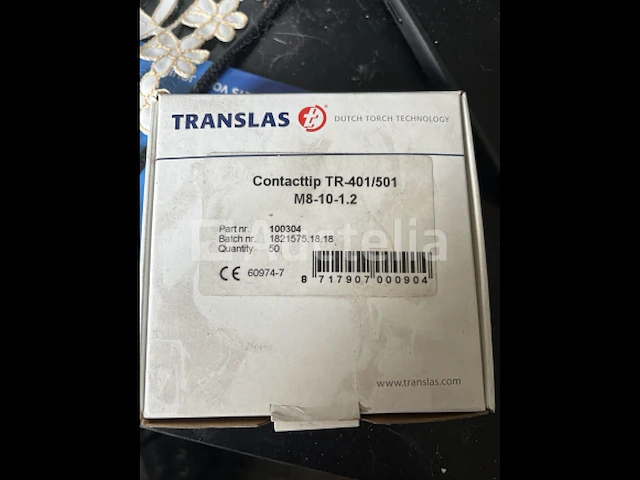 TRANSLAS ® DUTCH TORCH TECHNOLOGY
Contacttip TR-401/501
M8-10-1.2
Part nr. 100304
Batch nr. 1821575.18.18
Quantity 50
CE 60974-7
8 717907 000904
www.translas.com